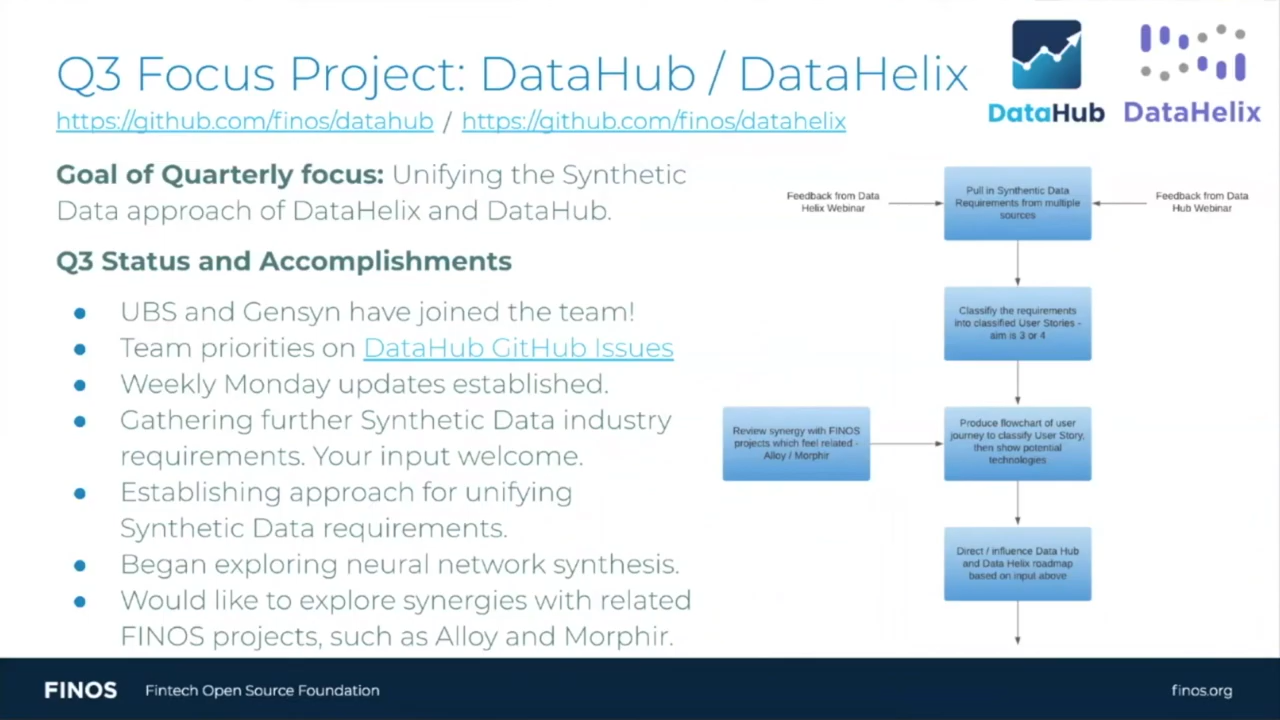 Q3 Focus Project: DataHub / DataHelix
https://github.com/finos/datahub / https://github.com/finos/datahelix
DataHub
DataHelix
Goal of Quarterly focus: Unifying the Synthetic
Data approach of DataHelix and DataHub.
Q3 Status and Accomplishments
UBS and Gensyn have joined the team!
Team priorities on DataHub GitHub Issues
Weekly Monday updates established.
Gathering further Synthetic Data industry
requirements. Your input welcome.
Establishing approach for unifying
Synthetic Data requirements.
Began exploring neural network synthesis.
Would like to explore synergies with related
FINOS projects, such as Alloy and Morphir.
Feedback from Data
Helix Webinar
Pull in Synthentic Data
Requirements from multiple
sources
Feedback from Data
Hub Webinar
Classifiy the requirements
into classified User Stories -
aim is 3 or 4
Review synergy with FINOS
projects which feel related -
Alloy / Morphir
Produce flowchart of user
journey to classify User Story,
then show potential
technologies
Direct / influence Data Hub
and Data Helix roadmap
based on input above
FINOS Fintech Open Source Foundation
finos.org